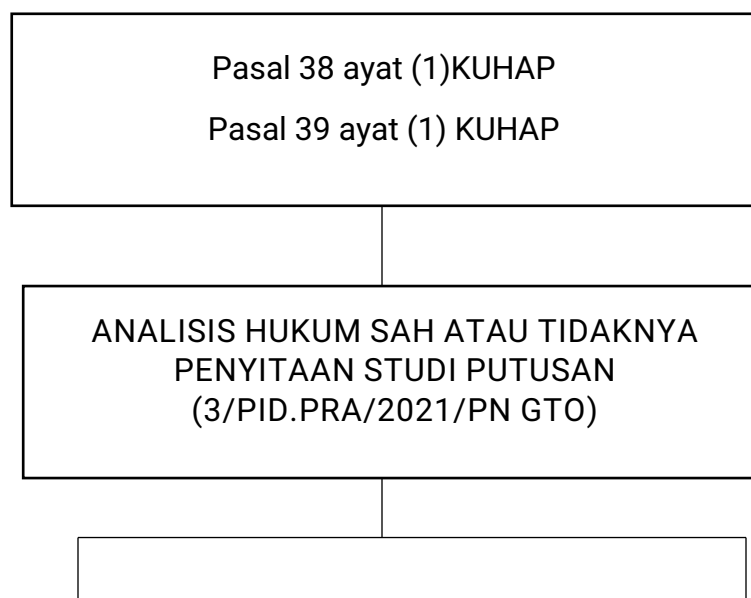 Pasal 38 ayat (1)KUHAP
Pasal 39 ayat (1) KUHAP
ANALISIS HUKUM SAH ATAU TIDAKNYA
PENYITAAN STUDI PUTUSAN
(3/PID.PRA/2021/PN GTO)